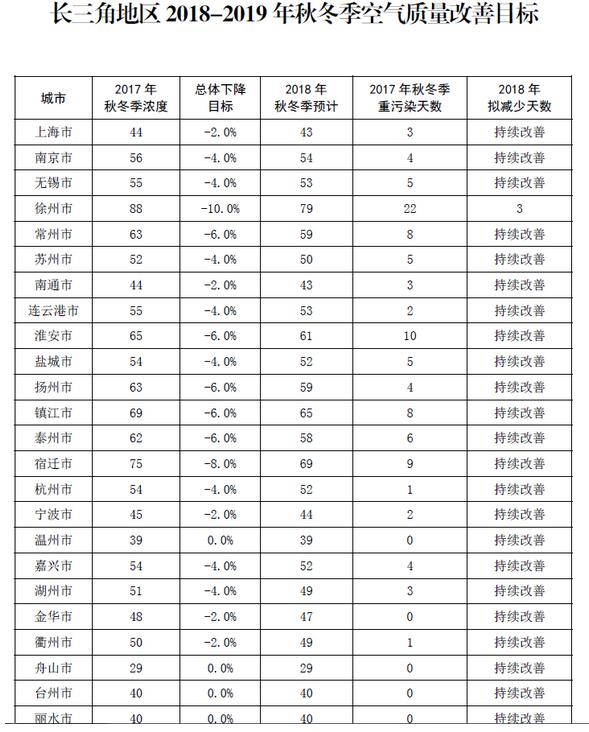 长三角地区 2018-2019 年秋冬季空气质量改善目标
城市 2017 年秋冬季浓度 总体下降目标 2018 年秋冬季预计 2017 年秋冬季重污染天数 2018 年拟减少天数
上海市 44 -2.0% 43 3 持续改善
南京市 56 -4.0% 54 4 持续改善
无锡市 55 -4.0% 53 5 持续改善
徐州市 88 -10.0% 79 22 3
常州市 63 -6.0% 59 8 持续改善
苏州市 52 -4.0% 50 5 持续改善
南通市 44 -2.0% 43 3 持续改善
连云港市 55 -4.0% 53 2 持续改善
淮安市 65 -6.0% 61 10 持续改善
盐城市 54 -4.0% 52 5 持续改善
扬州市 63 -6.0% 59 4 持续改善
镇江市 69 -6.0% 65 8 持续改善
泰州市 62 -6.0% 58 6 持续改善
宿迁市 75 -8.0% 69 9 持续改善
杭州市 54 -4.0% 52 1 持续改善
宁波市 45 -2.0% 44 2 持续改善
温州市 39 0.0% 39 0 持续改善
嘉兴市 54 -4.0% 52 4 持续改善
湖州市 51 -4.0% 49 3 持续改善
金华市 48 -2.0% 47 0 持续改善
衢州市 50 -2.0% 49 1 持续改善
舟山市 29 0.0% 29 0 持续改善
台州市 40 0.0% 40 0 持续改善
丽水市 40 0.0% 40 0 持续改善